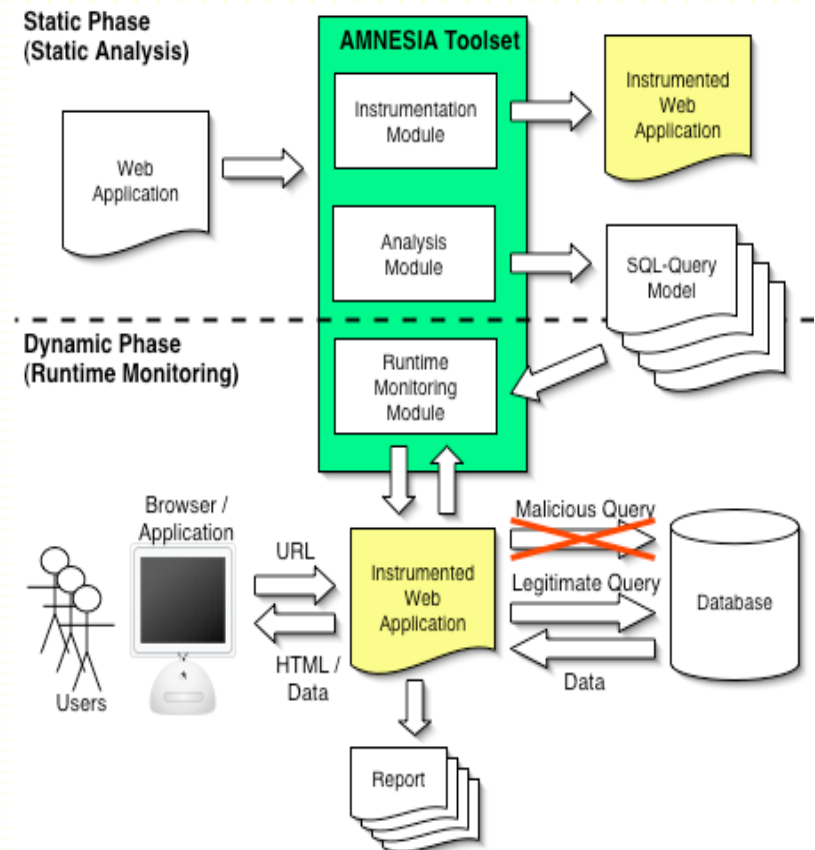 Static Phase
(Static Analysis)
AMNESIA Toolset
Instrumentation
Module
Instrumented
Web
Application
Web
Application
Analysis
Module
SQL-Query
Model
Dynamic Phase
(Runtime Monitoring)
Runtime
Monitoring
Module
Browser /
Application
URL
HTML /
Data
Users
Instrumented
Web
Application
Malicious Query
Legitimate Query
Data
Database
Report